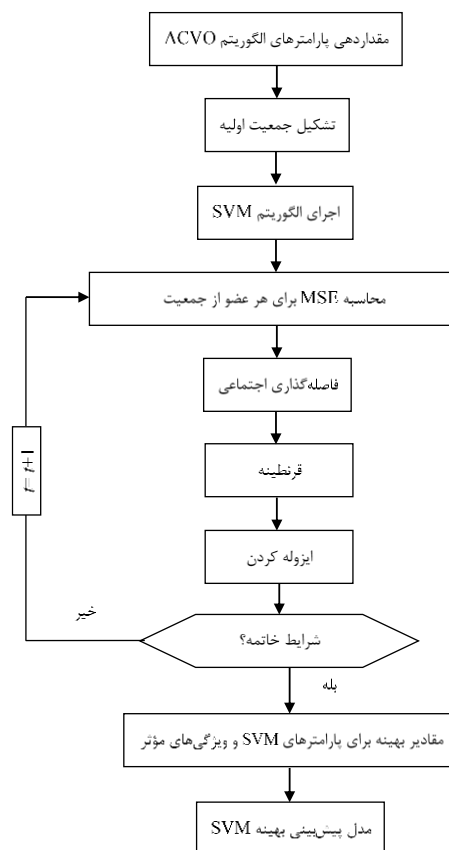 مقداردهی پارامترهای الگوریتم ACVO
تشکیل جمعیت اولیه
اجرای الگوریتم SVM
محاسبه MSE برای هر عضو از جمعیت
فاصله‌گذاری اجتماعی
قرنطینه
ایزوله کردن
شرایط خاتمه؟
خیر
t= t+1
بله
مقادیر بهینه برای پارامترهای SVM و ویژگی‌های مؤثر
مدل پیش‌بینی بهینه SVM